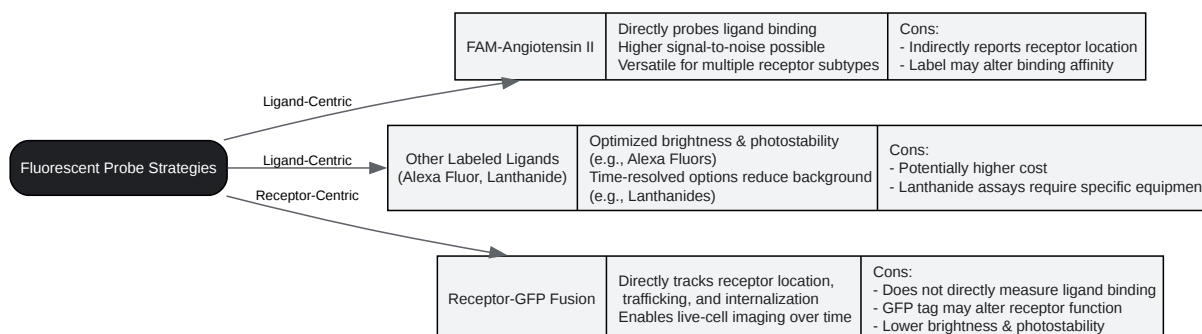 Fluorescent Probe Strategies
Ligand-Centric
Ligand-Centric
Receptor-Centric
FAM-Angiotensin II
Directly probes ligand binding
Higher signal-to-noise possible
Versatile for multiple receptor subtypes
Cons:
- Indirectly reports receptor location
- Label may alter binding affinity
Other Labeled Ligands
(Alexa Fluor, Lanthanide)
Optimized brightness & photostability
(e.g., Alexa Fluors)
Time-resolved options reduce background
(e.g., Lanthanides)
Cons:
- Potentially higher cost
- Lanthanide assays require specific equipment
Receptor-GFP Fusion
Directly tracks receptor location,
trafficking, and internalization
Enables live-cell imaging over time
Cons:
- Does not directly measure ligand binding
- GFP tag may alter receptor function
- Lower brightness & photostability